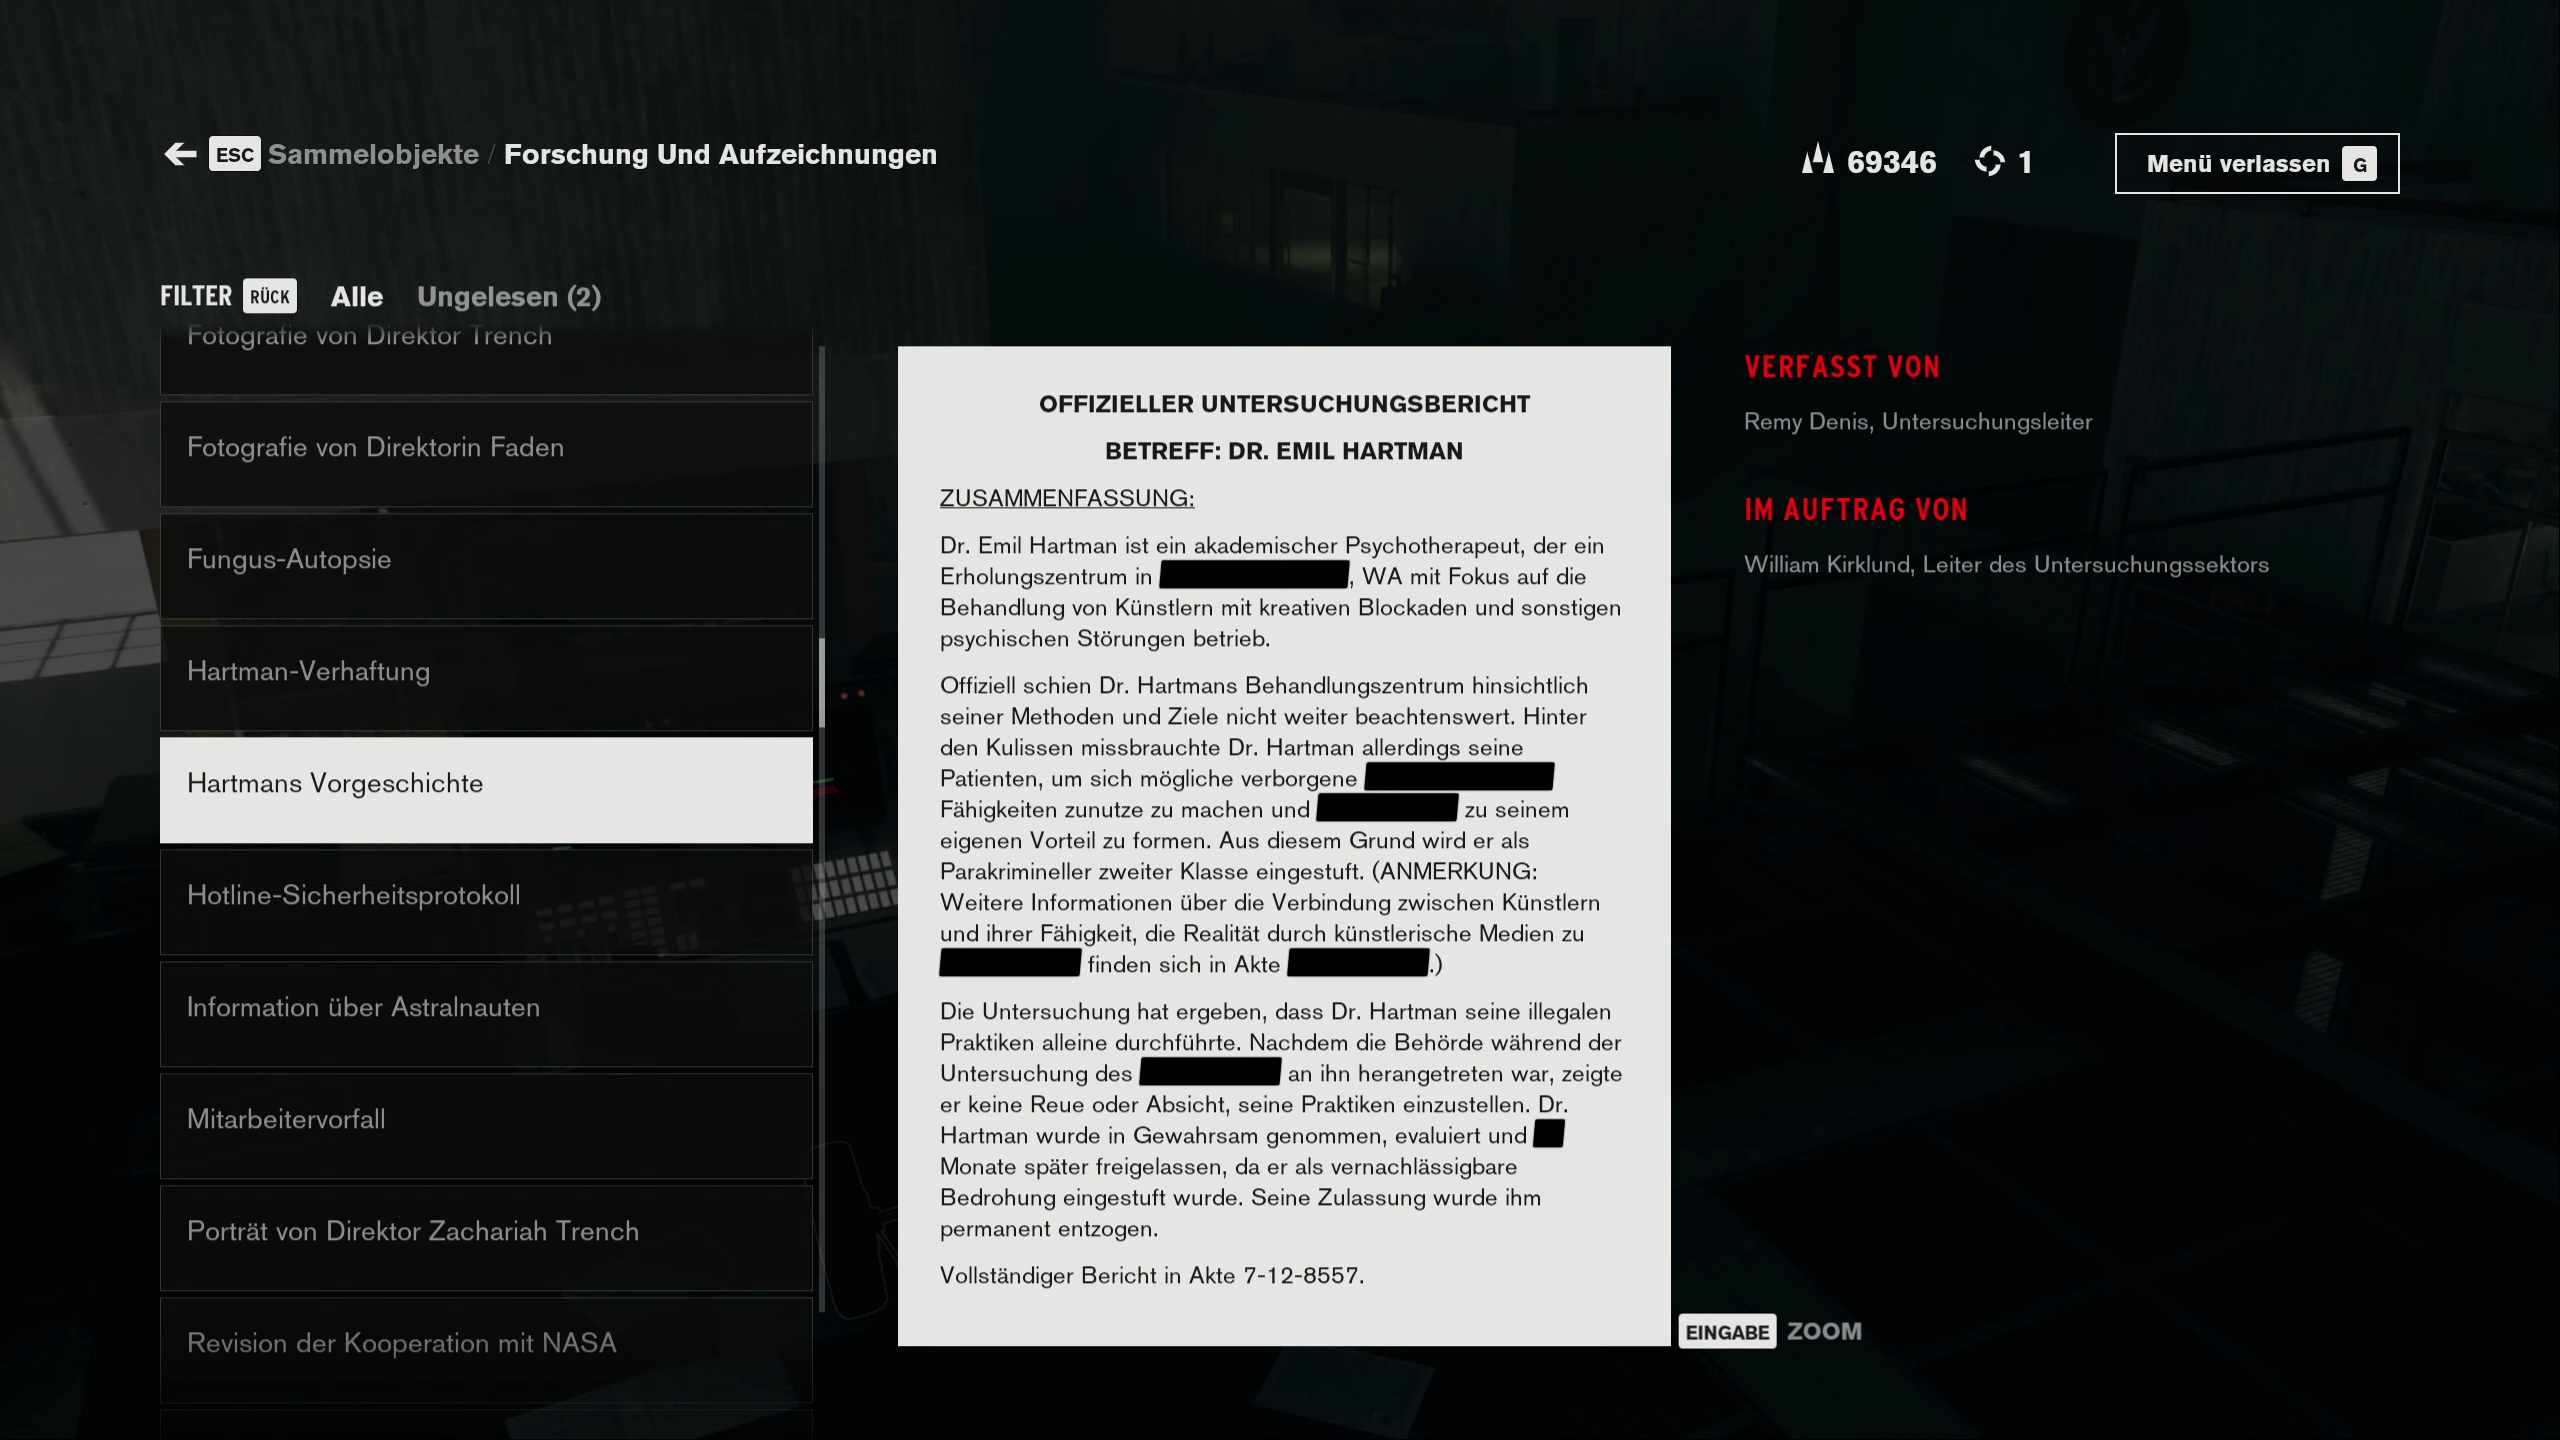 ESC Sammelobjekte / Forschung Und Aufzeichnungen
69346
1
Menü verlassen G
FILTER RÜCK Alle Ungelesen (2)
Fotografie von Direktor Trench
Fotografie von Direktorin Faden
Fungus-Autopsie
Hartman-Verhaftung
Hartmans Vorgeschichte
Hotline-Sicherheitsprotokoll
Information über Astralnauten
Mitarbeitervorfall
Porträt von Direktor Zachariah Trench
Revision der Kooperation mit NASA
OFFIZIELLER UNTERSUCHUNGSBERICHT
BETREFF: DR. EMIL HARTMAN
ZUSAMMENFASSUNG:
Dr. Emil Hartman ist ein akademischer Psychotherapeut, der ein
Erholungszentrum in , WA mit Fokus auf die
Behandlung von Künstlern mit kreativen Blockaden und sonstigen
psychischen Störungen betrieb.
Offiziell schien Dr. Hartmans Behandlungszentrum hinsichtlich
seiner Methoden und Ziele nicht weiter beachtenswert. Hinter
den Kulissen missbrauchte Dr. Hartman allerdings seine
Patienten, um sich mögliche verborgene
Fähigkeiten zunutze zu machen und zu seinem
eigenen Vorteil zu formen. Aus diesem Grund wird er als
Parakrimineller zweiter Klasse eingestuft. (ANMERKUNG:
Weitere Informationen über die Verbindung zwischen Künstlern
und ihrer Fähigkeit, die Realität durch künstlerische Medien zu
finden sich in Akte .)
Die Untersuchung hat ergeben, dass Dr. Hartman seine illegalen
Praktiken alleine durchführte. Nachdem die Behörde während der
Untersuchung des an ihn herangetreten war, zeigte
er keine Reue oder Absicht, seine Praktiken einzustellen. Dr.
Hartman wurde in Gewahrsam genommen, evaluiert und
Monate später freigelassen, da er als vernachlässigbare
Bedrohung eingestuft wurde. Seine Zulassung wurde ihm
permanent entzogen.
Vollständiger Bericht in Akte 7-12-8557.
VERFASST VON
Remy Denis, Untersuchungsleiter
IM AUFTRAG VON
William Kirklund, Leiter des Untersuchungssektors
EINGABE ZOOM